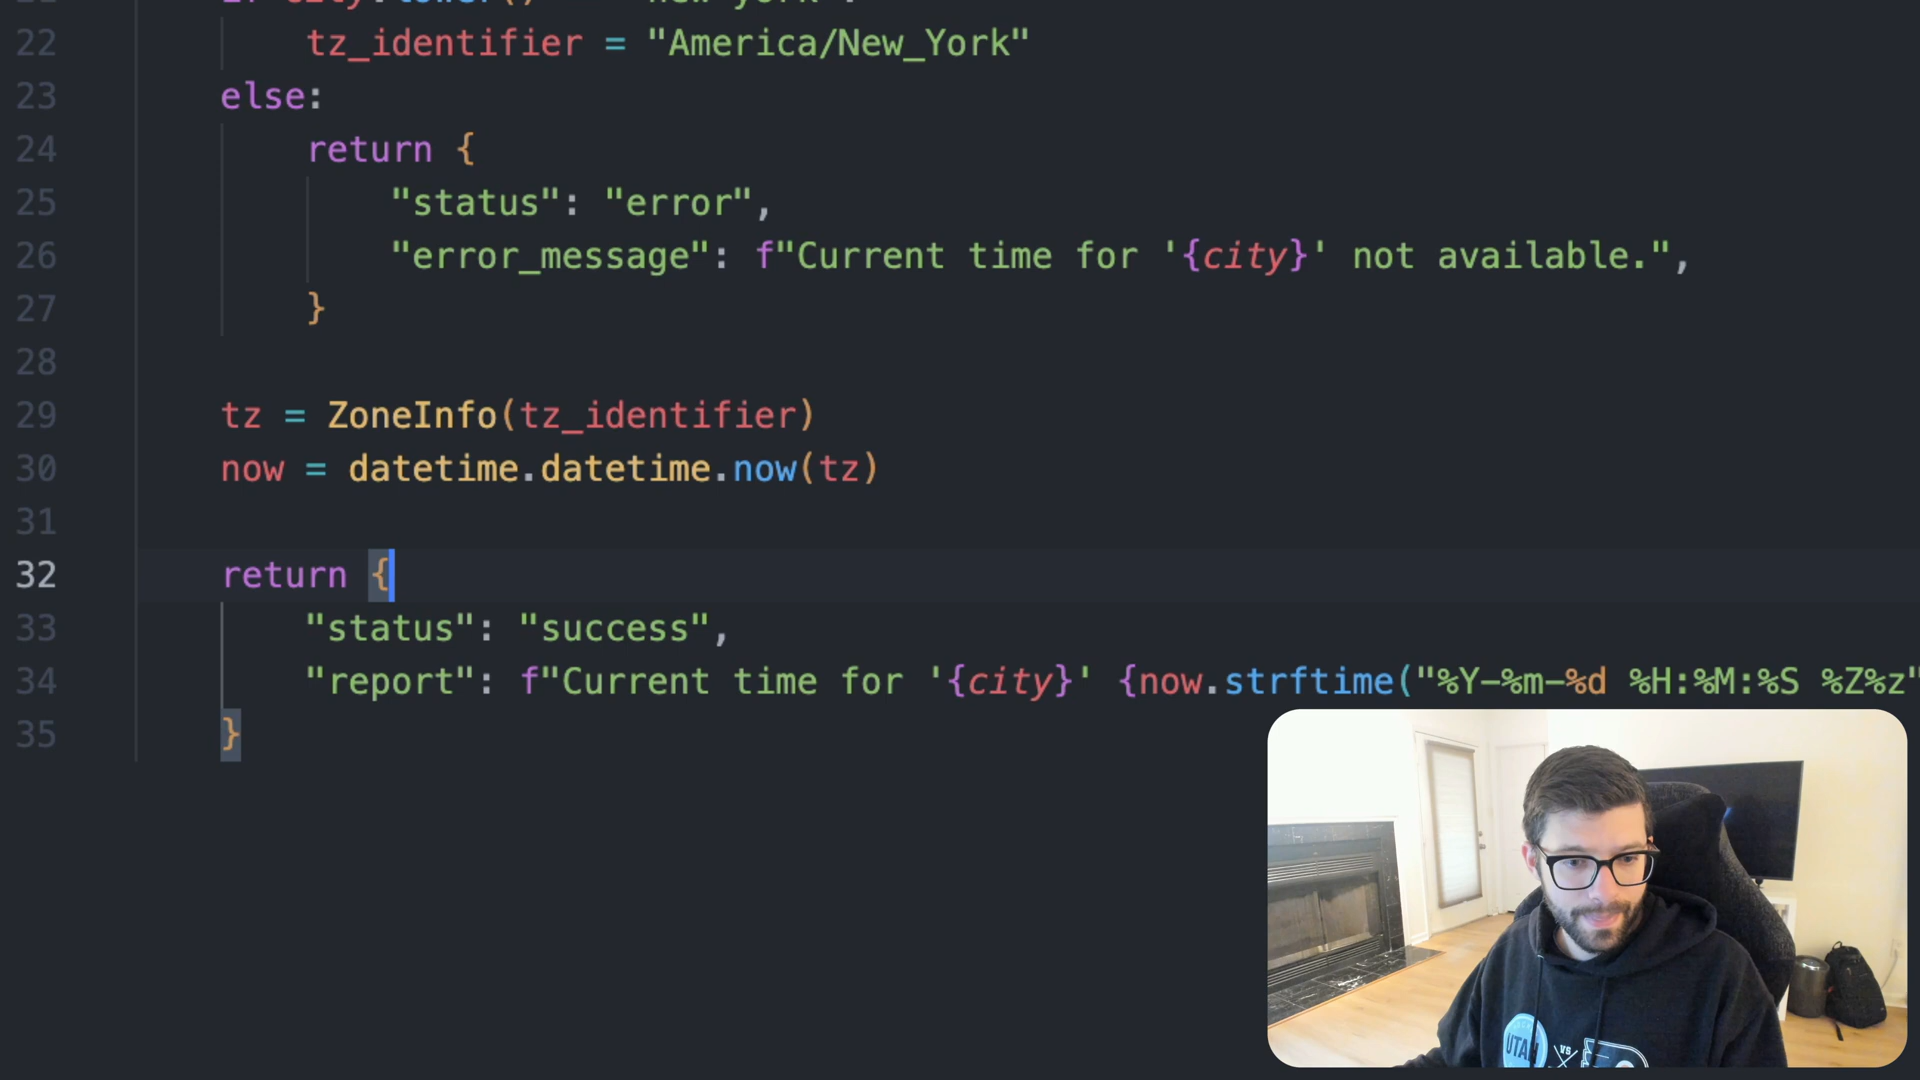 22 tz_identifier = "America/New_York"
23 else:
24 return {
25 "status": "error",
26 "error_message": f"Current time for '{city}' not available.",
27 }
28
29 tz = ZoneInfo(tz_identifier)
30 now = datetime.datetime.now(tz)
31
32 return {
33 "status": "success",
34 "report": f"Current time for '{city}' {now.strftime("%Y-%m-%d %H:%M:%S %Z%z"
35 }
UTAH
VS